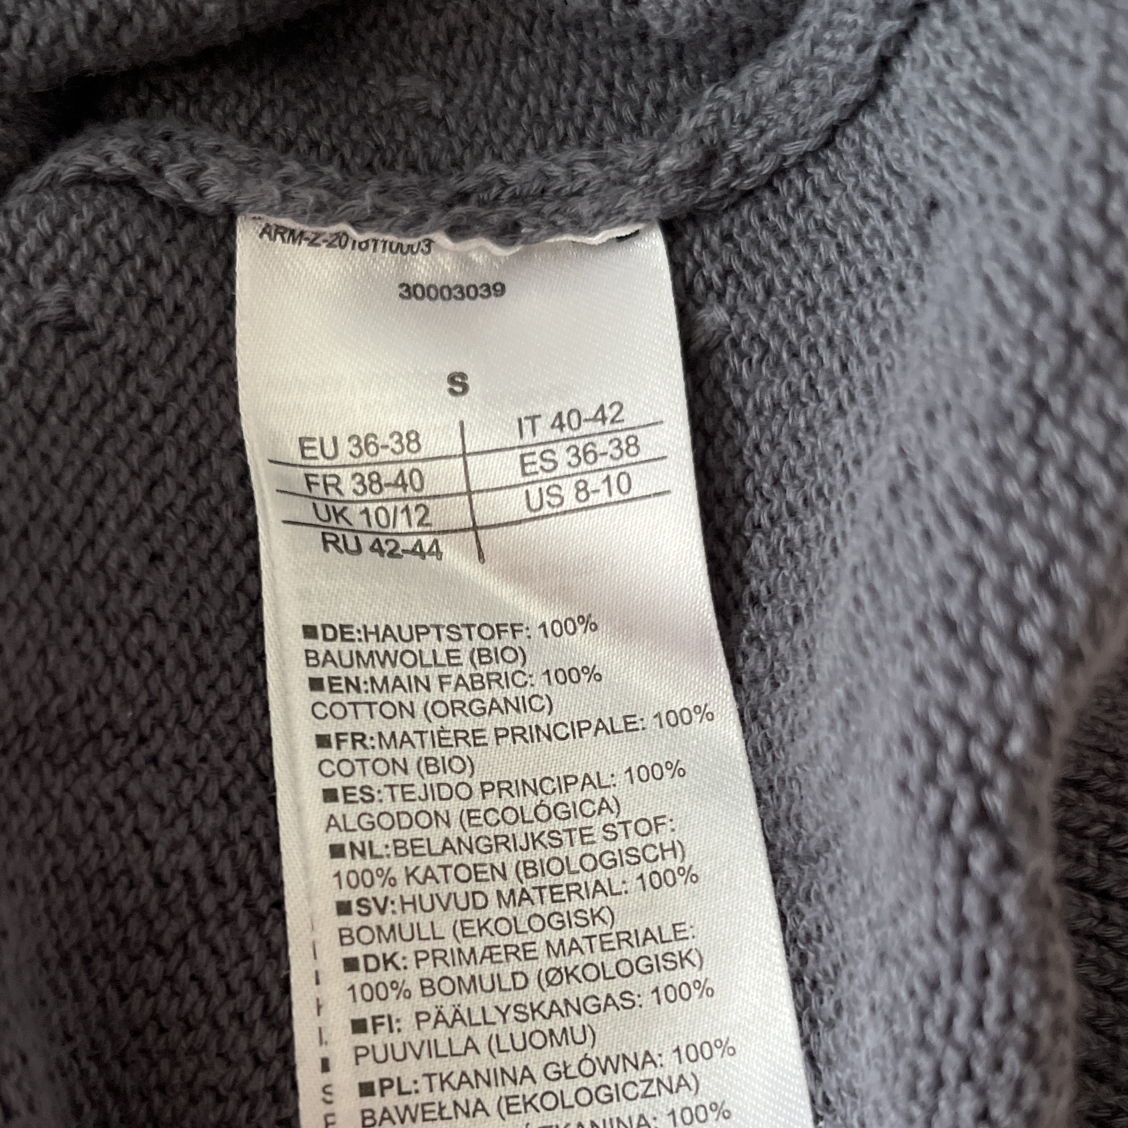 ARM-Z-2016110003
30003039
S
EU 36-38 IT 40-42
FR 38-40 ES 36-38
UK 10/12 US 8-10
RU 42-44
■DE:HAUPTSTOFF: 100%
BAUMWOLLE (BIO)
■EN:MAIN FABRIC: 100%
COTTON (ORGANIC)
■FR:MATIÈRE PRINCIPALE: 100%
COTON (BIO)
■ES:TEJIDO PRINCIPAL: 100%
ALGODON (ECOLÓGICA)
■NL:BELANGRIJKSTE STOF:
100% KATOEN (BIOLOGISCH)
■SV:HUVUD MATERIAL: 100%
BOMULL (EKOLOGISK)
■DK: PRIMÆRE MATERIALE:
100% BOMULD (ØKOLOGISK)
■FI: PÄÄLLYSKANGAS: 100%
PUUVILLA (LUOMU)
■PL:TKANINA GŁÓWNA: 100%
BAWEŁNA (EKOLOGICZNA)
100%